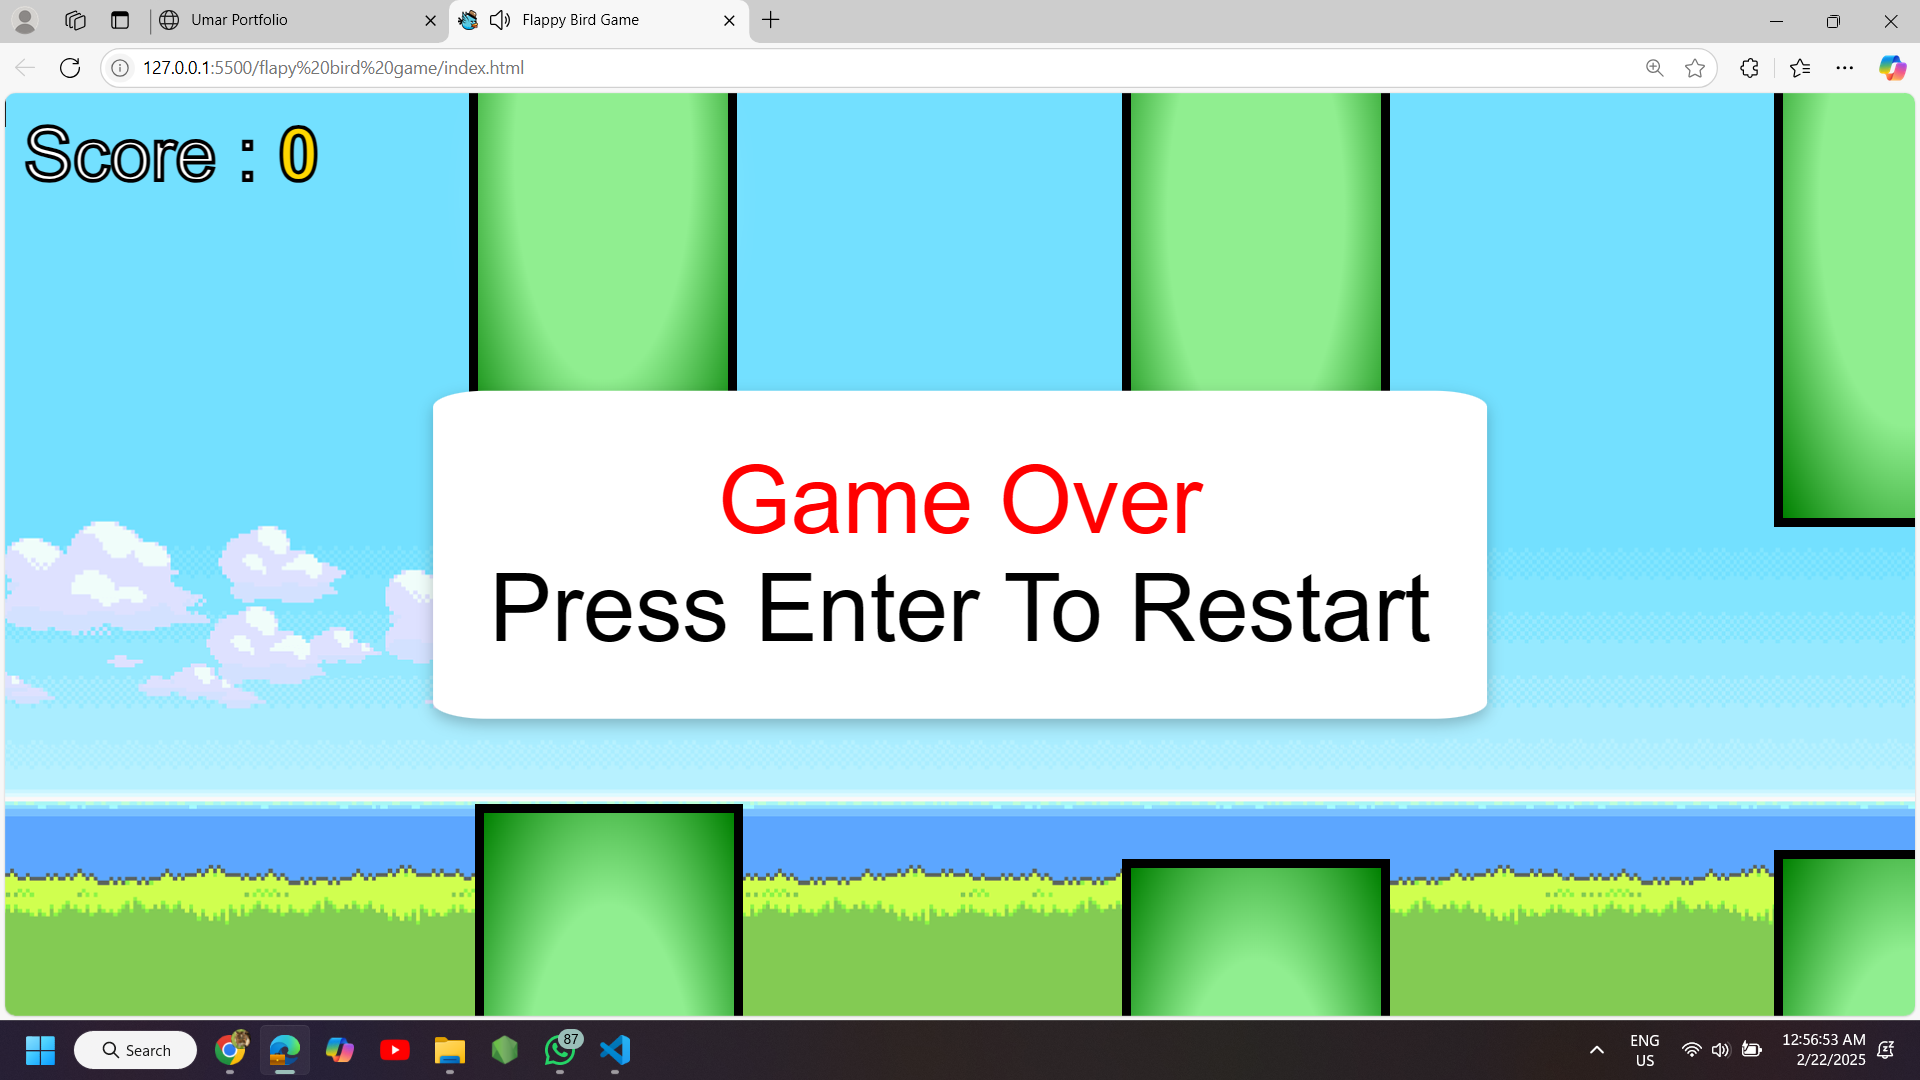 Umar Portfolio
Flappy Bird Game
127.0.0.1:5500/flapy%20bird%20game/index.html
Score : 0
Game Over
Press Enter To Restart
Search
87
ENG
US
12:56:53 AM
2/22/2025